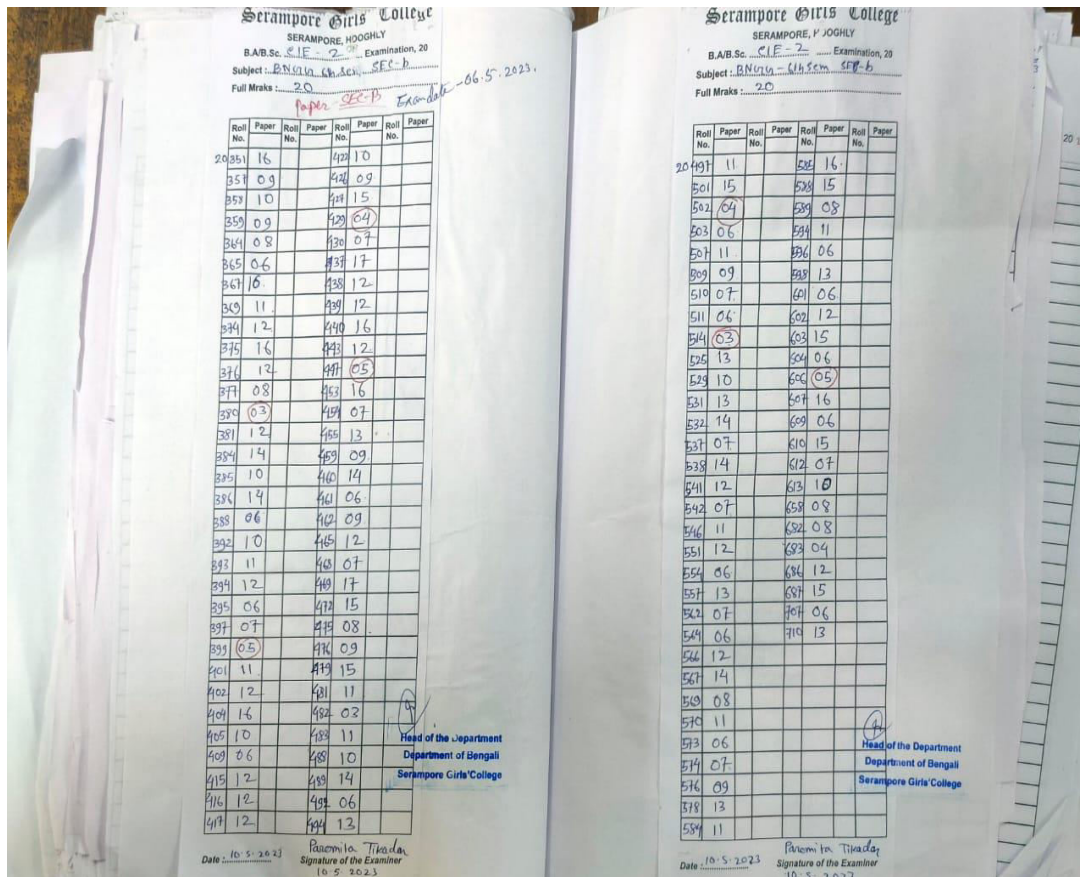 Serampore Girls College
SERAMPORE, HOOGHLY
B.A/B.Sc. CIE - 2 Examination, 20
Subject : BNGG 6th Sem, SEC-b
Full Mraks : 20
Paper - SEC-B Exam date - 06.5.2023.
Roll No. Paper Roll No. Paper Roll No. Paper Roll No. Paper
20 351 16 422 10
357 09 426 09
358 10 427 15
359 09 429 04
364 08 430 07
365 06 437 17
367 16 438 12
369 11 439 12
374 12 440 16
375 16 443 12
376 12 447 05
377 08 453 16
380 03 454 07
381 12 455 13
384 14 459 09
385 10 460 14
386 14 461 06
388 06 462 09
392 10 465 12
393 11 468 07
394 12 469 17
395 06 472 15
397 07 475 08
399 05 476 09
401 11 479 15
402 12 481 11
404 16 482 03
405 10 483 11
409 06 488 10
415 12 489 14
416 12 492 06
417 12 494 13
Head of the Department
Department of Bengali
Serampore Girls' College
Date : 10.5.2023
Paromita Tikadar
Signature of the Examiner
10.5.2023
Serampore Girls College
SERAMPORE, HOOGHLY
B.A/B.Sc. CIE - 2 Examination, 20
Subject : 6th Sem
Full Mraks : 20
Roll No. Paper Roll No. Paper Roll No. Paper Roll No. Paper
20 497 11 585 16
501 15 588 15
502 04 589 08
503 06 594 11
507 11 596 06
509 09 598 13
510 07 601 06
511 06 602 12
514 03 603 15
525 13 604 06
529 10 606 05
531 13 607 16
532 14 609 06
537 07 610 15
538 14 612 07
541 12 613 10
542 07 658 08
546 11 682 08
551 12 683 04
554 06 686 12
557 13 687 15
562 07 707 06
564 06 710 13
566 12
567 14
569 08
570 11
573 06
574 07
576 09
578 13
584 11
Head of the Department
Department of Bengali
Serampore Girls' College
Date : 10.5.2023
Paromita Tikadar
Signature of the Examiner
10.5.2023
20